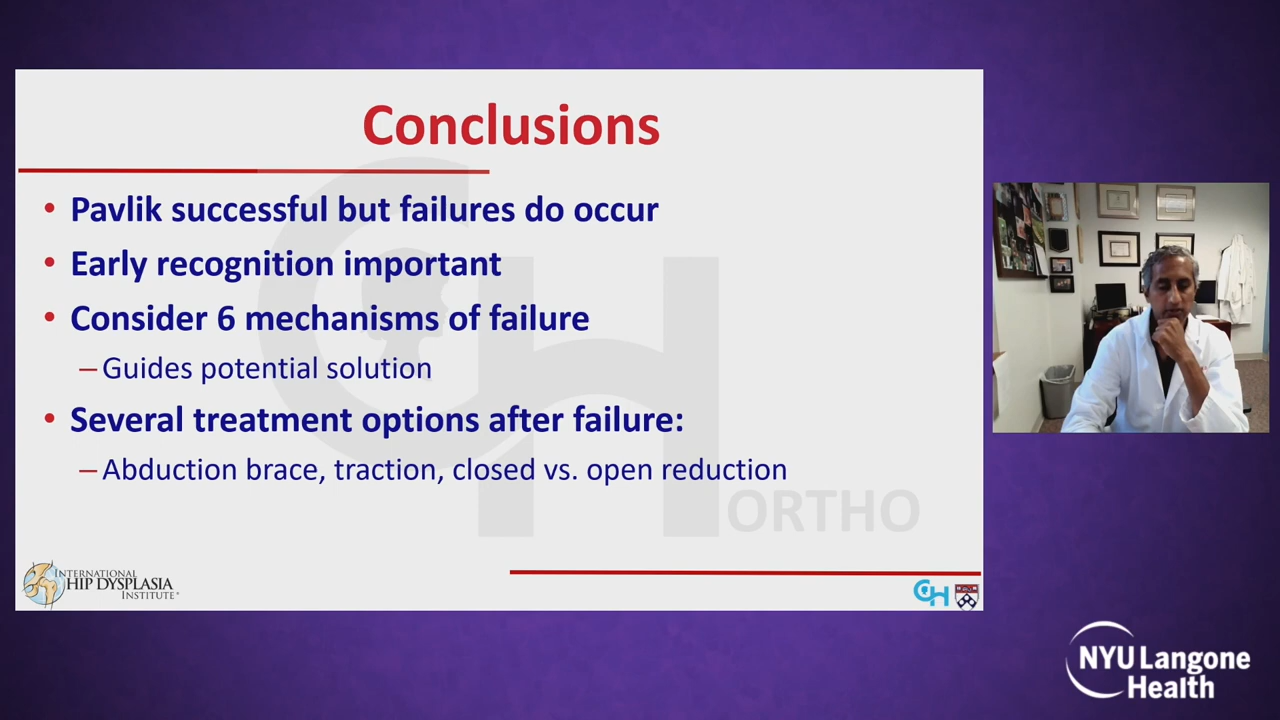 Conclusions
• Pavlik successful but failures do occur
• Early recognition important
• Consider 6 mechanisms of failure
– Guides potential solution
• Several treatment options after failure:
– Abduction brace, traction, closed vs. open reduction
ORTHO
INTERNATIONAL
HIP DYSPLASIA
INSTITUTE
CH
NYU Langone
Health